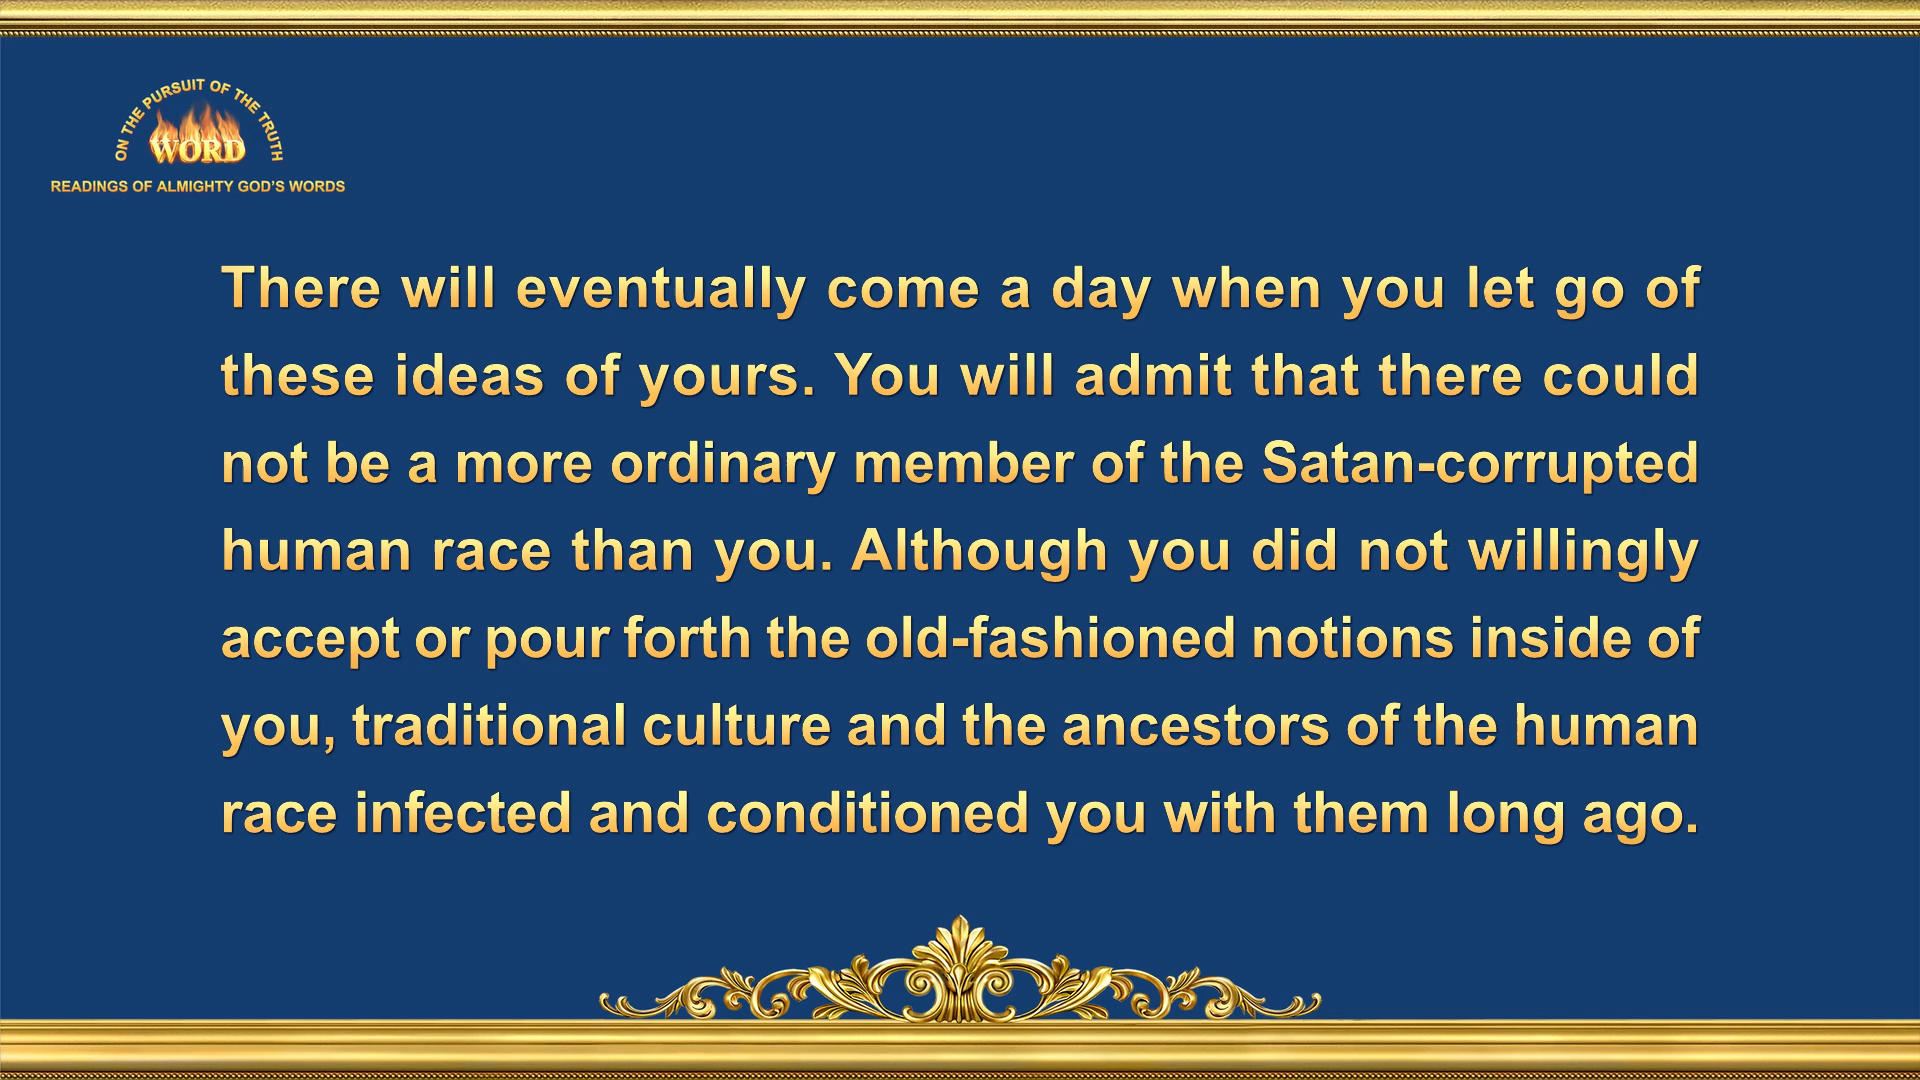 ON THE PURSUIT OF THE TRUTH
WORD
READINGS OF ALMIGHTY GOD'S WORDS
There will eventually come a day when you let go of
these ideas of yours. You will admit that there could
not be a more ordinary member of the Satan-corrupted
human race than you. Although you did not willingly
accept or pour forth the old-fashioned notions inside of
you, traditional culture and the ancestors of the human
race infected and conditioned you with them long ago.